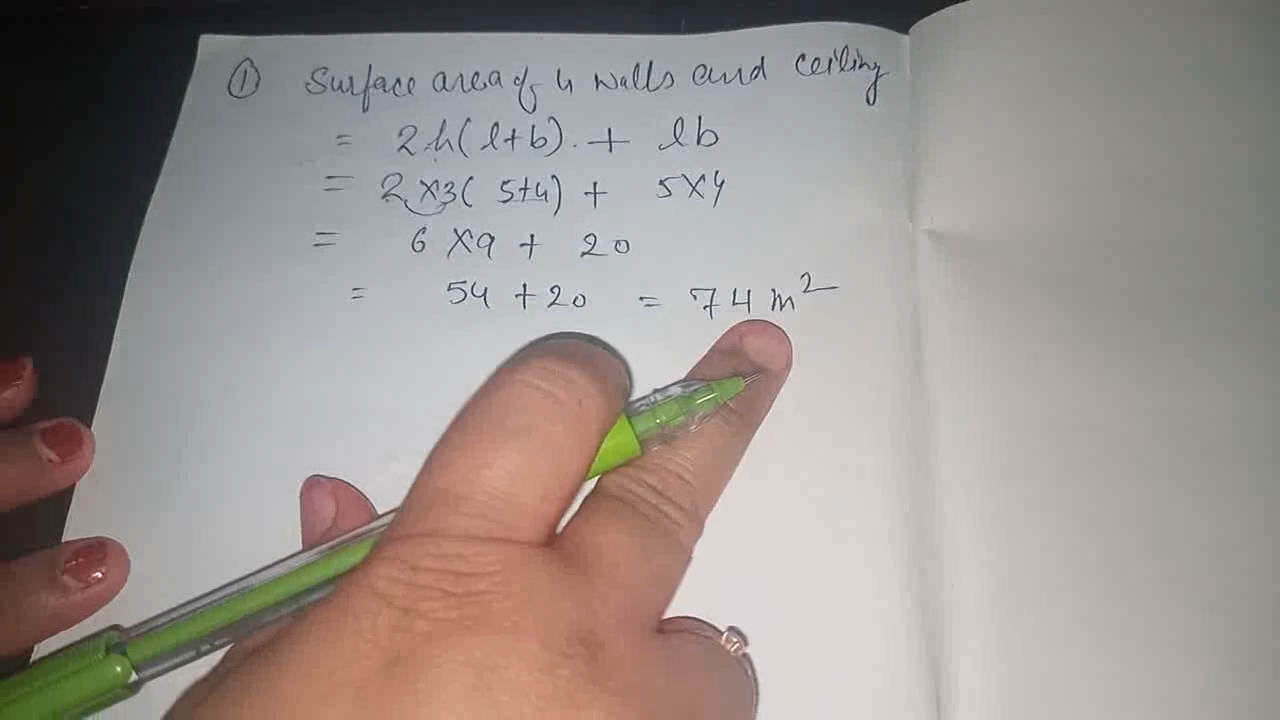 ① Surface area of 4 walls and ceiling
= 2h(l+b). + lb
= 2×3( 5+4) + 5×4
= 6×9 + 20
= 54 +20 = 74 m²